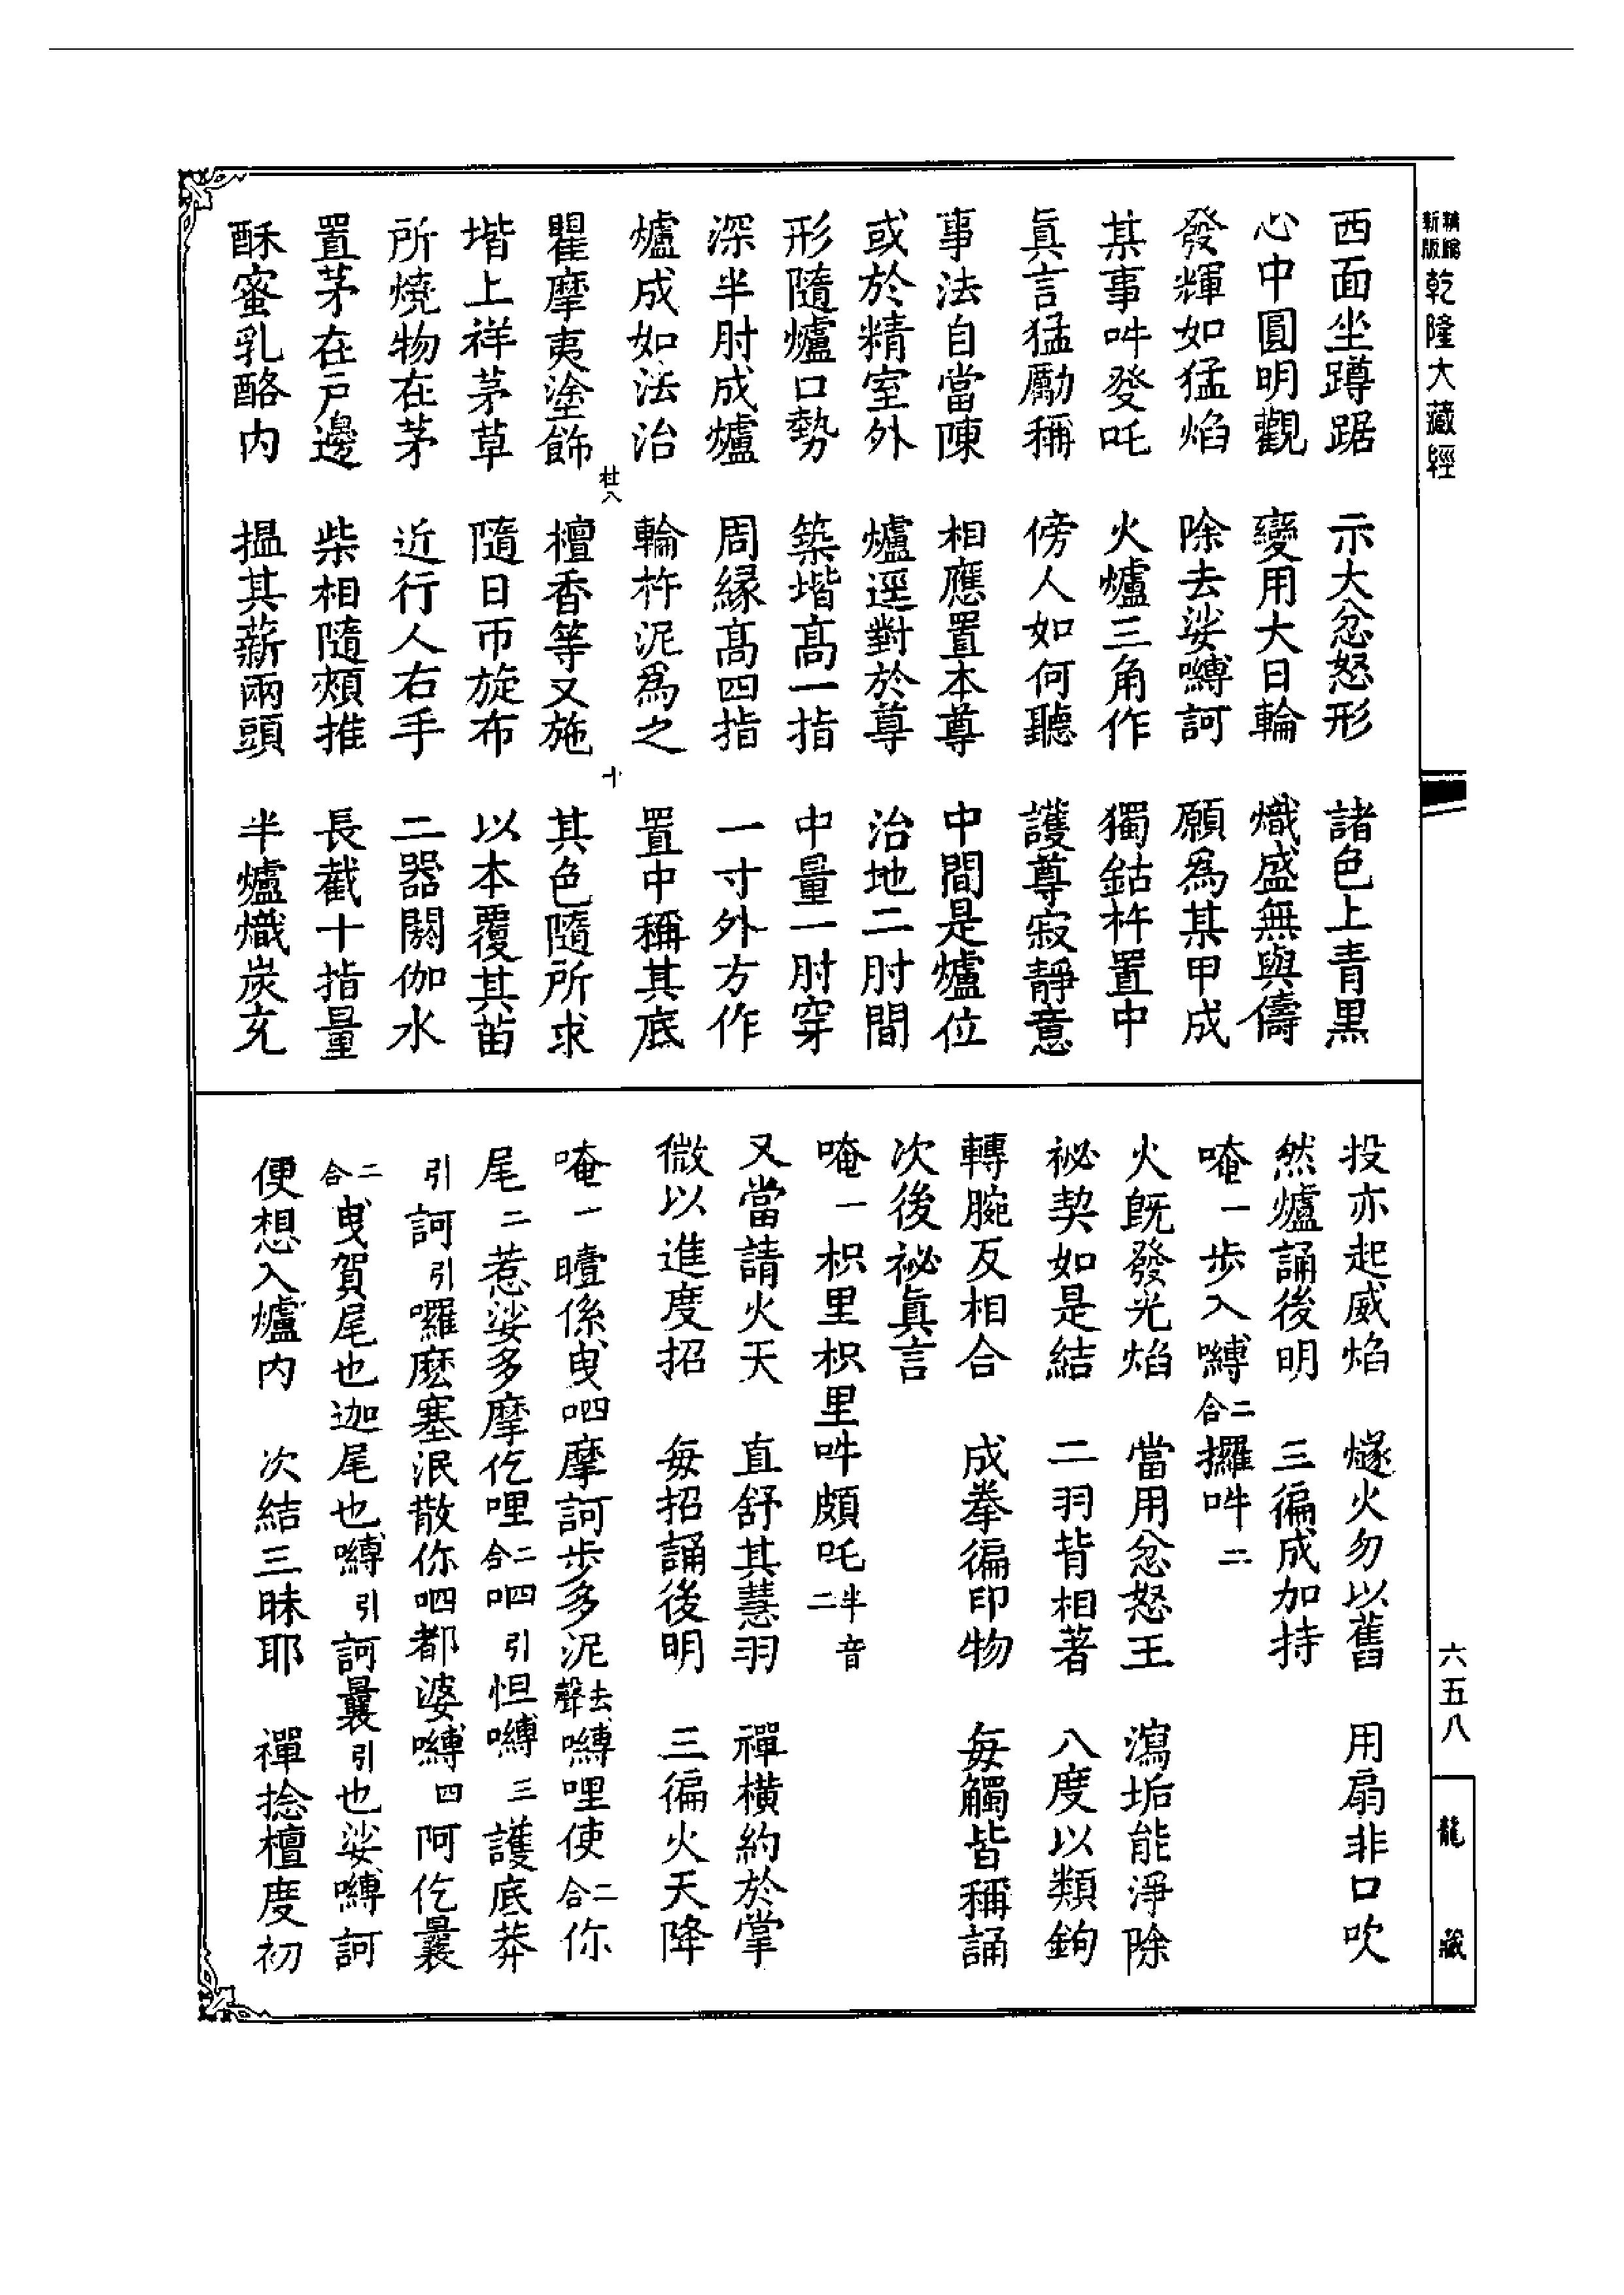 新版精縮乾隆大藏經
西面坐蹲踞　示大忿怒形　諸色上青黑
心中圓明觀　變用大日輪　熾盛無與儔
發輝如猛焰　除去娑嚩訶　願為某甲成
某事吽癹吒　火爐三角作　獨鈷杵置中
眞言猛勵稱　傍人如何聽　護尊寂靜意
事法自當陳　相應置本尊　中間是爐位
或於精室外　爐逕對於尊　治地二肘間
形隨爐口勢　築堦髙一指　中量一肘穿
深半肘成爐　周緣髙四指　一寸外方作
爐成如法治　輪杵泥為之　置中稱其底
杜八　十
瞿摩夷塗飾　檀香等又施　其色隨所求
堦上祥茅草　隨日帀旋布　以本覆其苗
所燒物在茅　近行人右手　二器閼伽水
置茅在戶邊　柴相隨頰推　長截十指量
酥蜜乳酪內　搵其薪兩頭　半爐熾炭充
投亦起威焰　燧火勿以舊　用扇非口吹
然爐誦後明　三徧成加持
唵一步入嚩二合攞吽二
火旣發光焰　當用忿怒王　瀉垢能淨除
祕契如是結　二羽背相著　八度以類鉤
轉腕反相合　成拳徧印物　每觸皆稱誦
次後祕眞言
唵一枳里枳里吽頗吒半音二
又當請火天　直舒其慧羽　禪橫約於掌
微以進度招　每招誦後明　三徧火天降
唵一曀係曳呬摩訶步多泥去聲嚩哩使二合你
尾二惹娑多摩仡哩二合呬引怛嚩三護底莽
引訶引囉麽塞泯散你呬都婆嚩四阿仡曩
二合曳賀尾也迦尾也嚩引訶曩引也娑嚩訶
便想入爐內　次結三昧耶　禪捻檀度初
六五八
龍藏